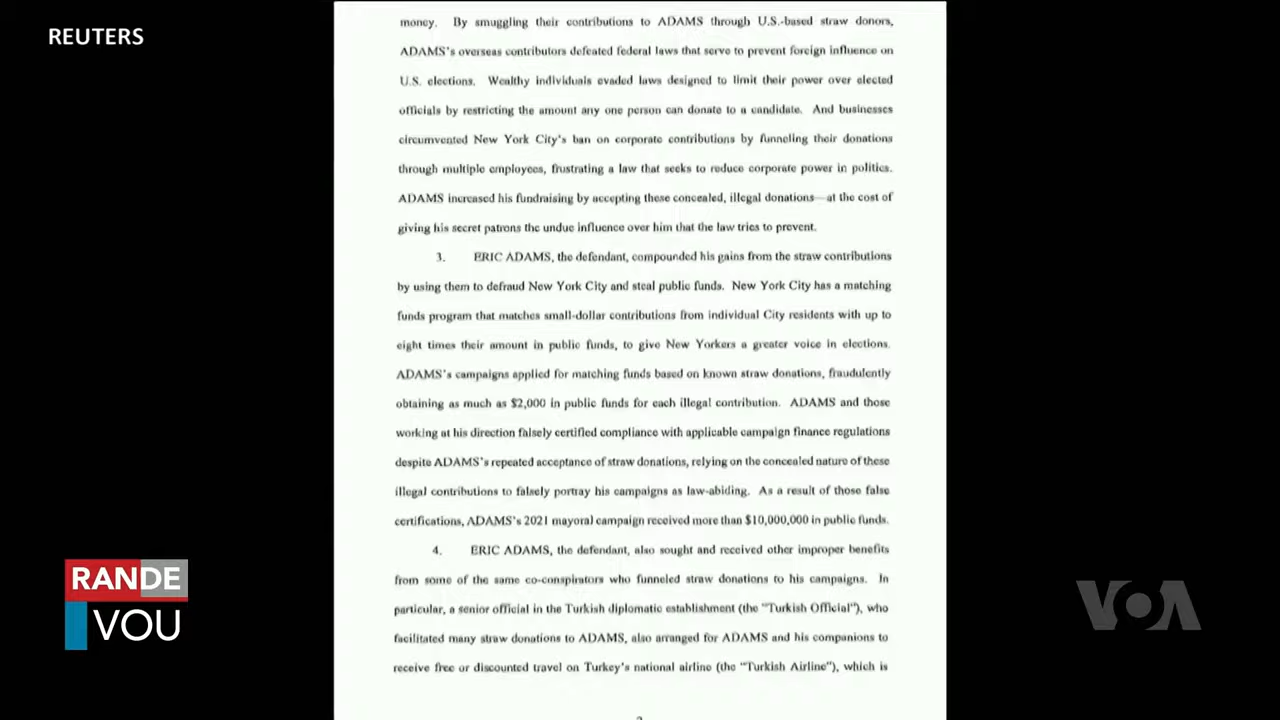 REUTERS
money. By smuggling their contributions to ADAMS through U.S.-based straw donors,
ADAMS's overseas contributors defeated federal laws that serve to prevent foreign influence on
U.S. elections. Wealthy individuals evaded laws designed to limit their power over elected
officials by restricting the amount any one person can donate to a candidate. And businesses
circumvented New York City's ban on corporate contributions by funneling their donations
through multiple employees, frustrating a law that seeks to reduce corporate power in politics.
ADAMS increased his fundraising by accepting these concealed, illegal donations—at the cost of
giving his secret patrons the undue influence over him that the law tries to prevent.
3. ERIC ADAMS, the defendant, compounded his gains from the straw contributions
by using them to defraud New York City and steal public funds. New York City has a matching
funds program that matches small-dollar contributions from individual City residents with up to
eight times their amount in public funds, to give New Yorkers a greater voice in elections.
ADAMS's campaigns applied for matching funds based on known straw donations, fraudulently
obtaining as much as $2,000 in public funds for each illegal contribution. ADAMS and those
working at his direction falsely certified compliance with applicable campaign finance regulations
despite ADAMS's repeated acceptance of straw donations, relying on the concealed nature of these
illegal contributions to falsely portray his campaigns as law-abiding. As a result of those false
certifications, ADAMS's 2021 mayoral campaign received more than $10,000,000 in public funds.
4. ERIC ADAMS, the defendant, also sought and received other improper benefits
from some of the same co-conspirators who funneled straw donations to his campaigns. In
particular, a senior official in the Turkish diplomatic establishment (the "Turkish Official"), who
facilitated many straw donations to ADAMS, also arranged for ADAMS and his companions to
receive free or discounted travel on Turkey's national airline (the "Turkish Airline"), which is
RANDE
VOU
VOA